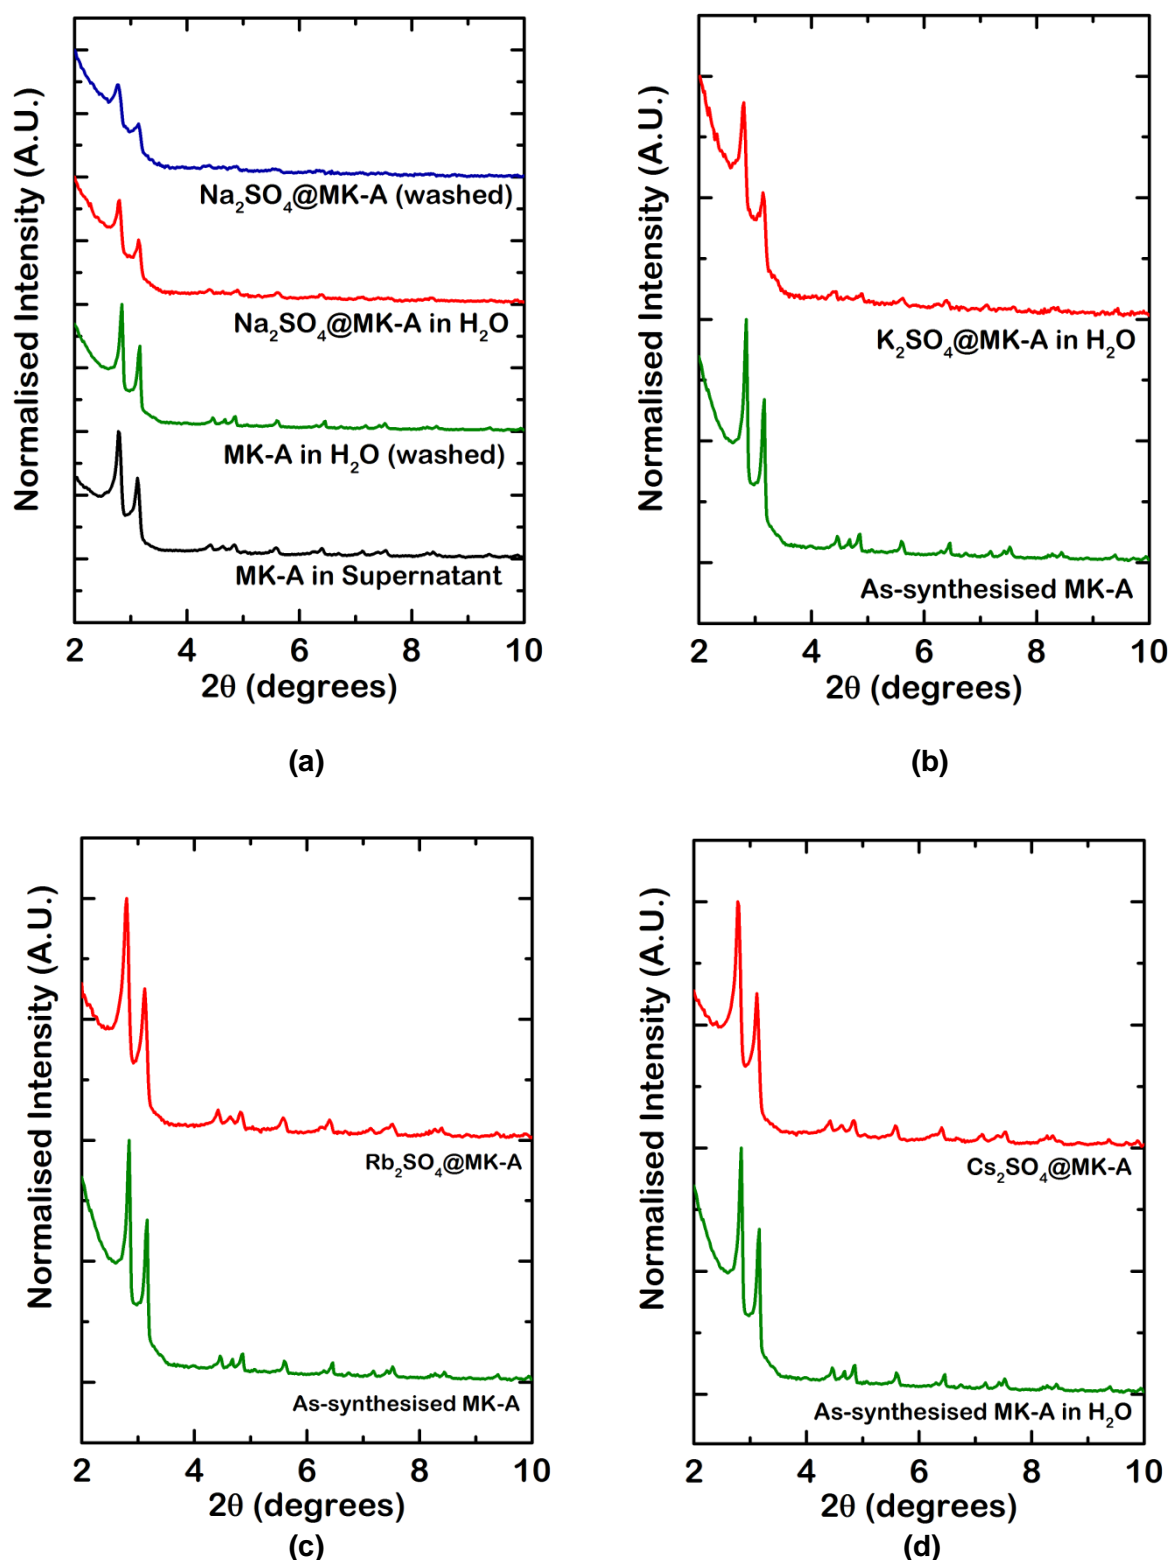 Normalised Intensity (A.U.)
Na₂SO₄@MK-A (washed)
Na₂SO₄@MK-A in H₂O
MK-A in H₂O (washed)
MK-A in Supernatant
2 4 6 8 10
2θ (degrees)
(a)
Normalised Intensity (A.U.)
K₂SO₄@MK-A in H₂O
As-synthesised MK-A
2 4 6 8 10
2θ (degrees)
(b)
Normalised Intensity (A.U.)
Rb₂SO₄@MK-A
As-synthesised MK-A
2 4 6 8 10
2θ (degrees)
(c)
Normalised Intensity (A.U.)
Cs₂SO₄@MK-A
As-synthesised MK-A in H₂O
2 4 6 8 10
2θ (degrees)
(d)